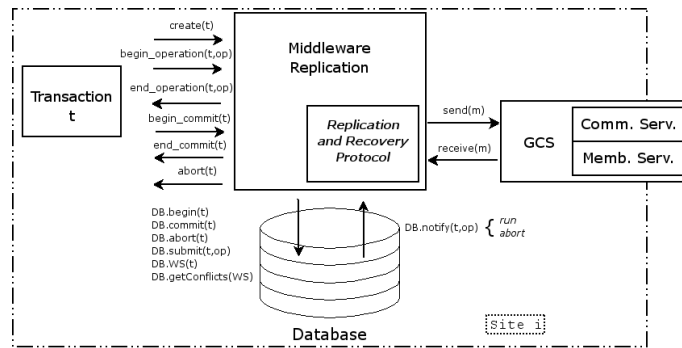 create(t)
begin_operation(t,op)
end_operation(t,op)
begin_commit(t)
end_commit(t)
abort(t)
Transaction
t
Middleware
Replication
Replication
and Recovery
Protocol
send(m)
receive(m)
GCS
Comm. Serv.
Memb. Serv.
DB.begin(t)
DB.commit(t)
DB.abort(t)
DB.submit(t,op)
DB.WS(t)
DB.getConflicts(WS)
DB.notify(t,op) { run
abort
Database
Site i